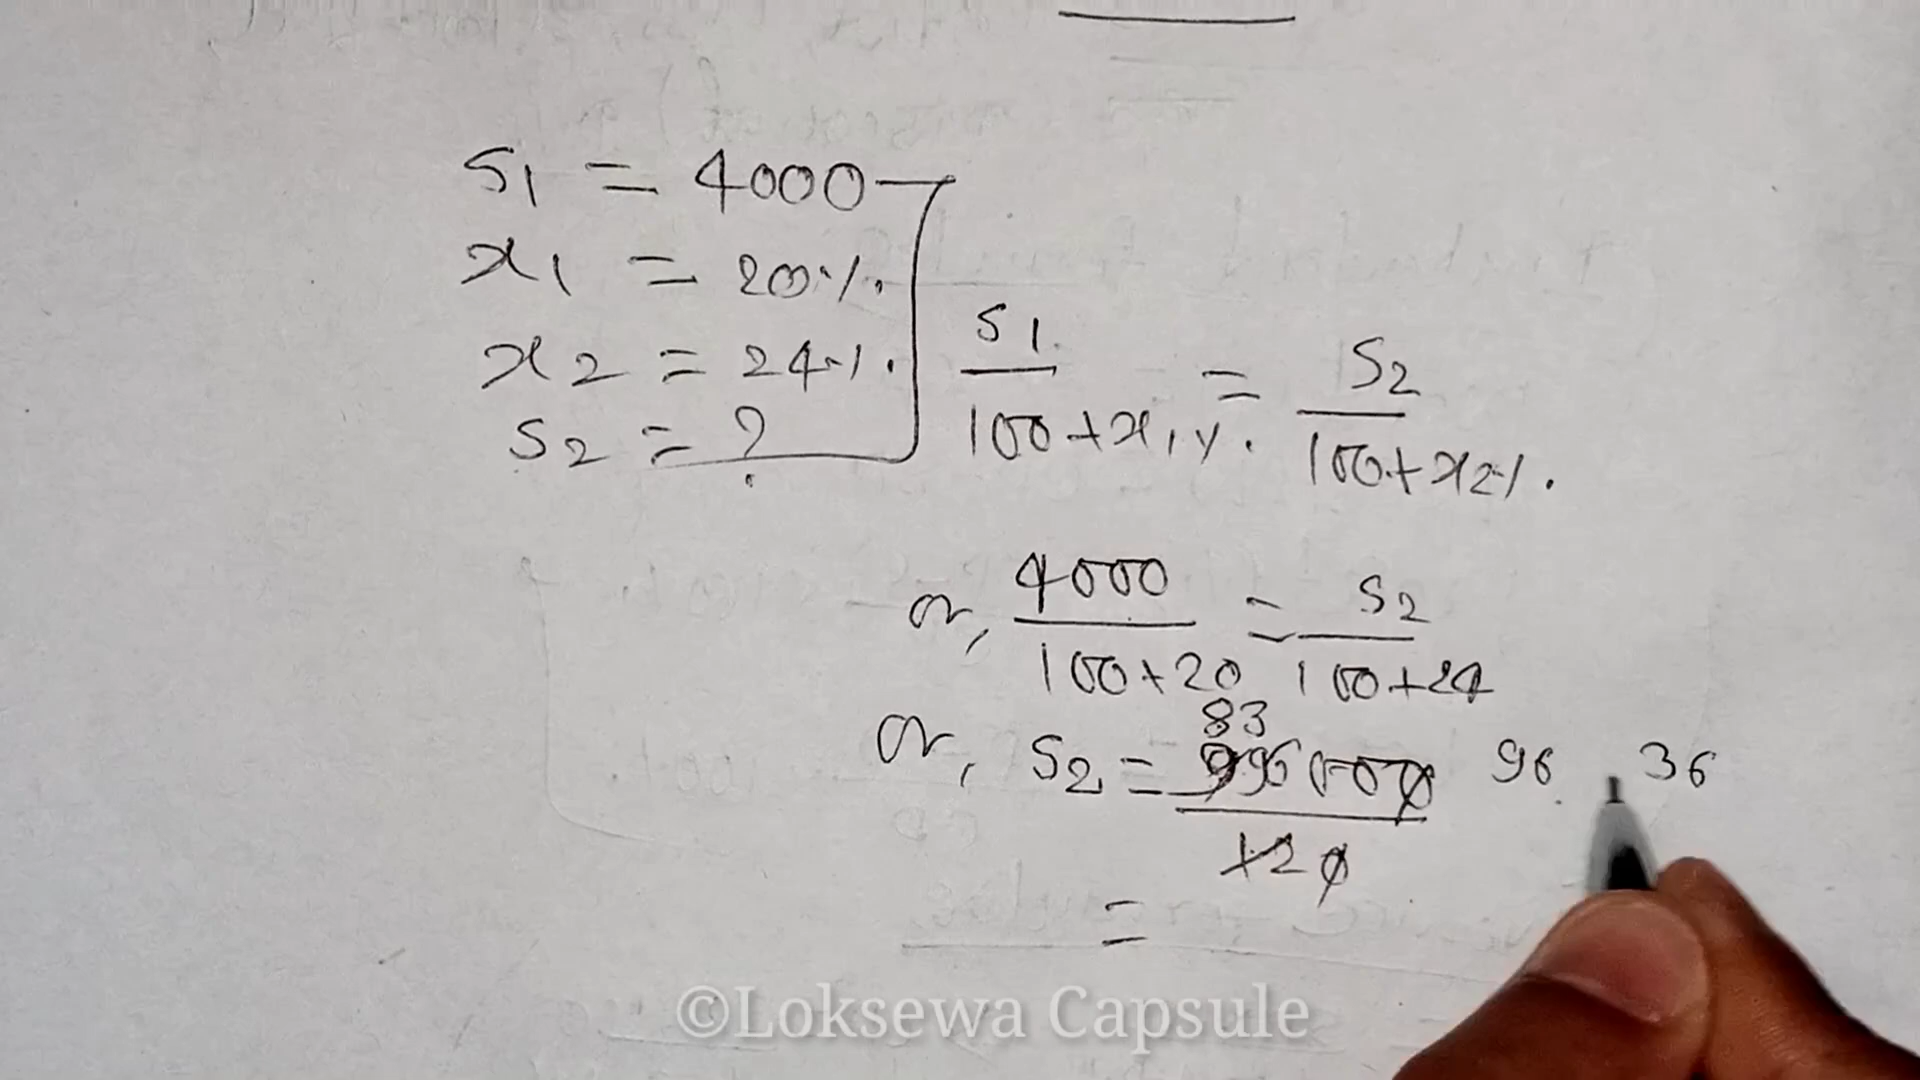 S1 = 4000
x1 = 20%.
x2 = 24%.
S2 = ?
S1/100+x1%. = S2/100+x2%.
or, 4000/100+20 = S2/100+24
83
or, S2 = 496000/120 96 36
=
©Loksewa Capsule